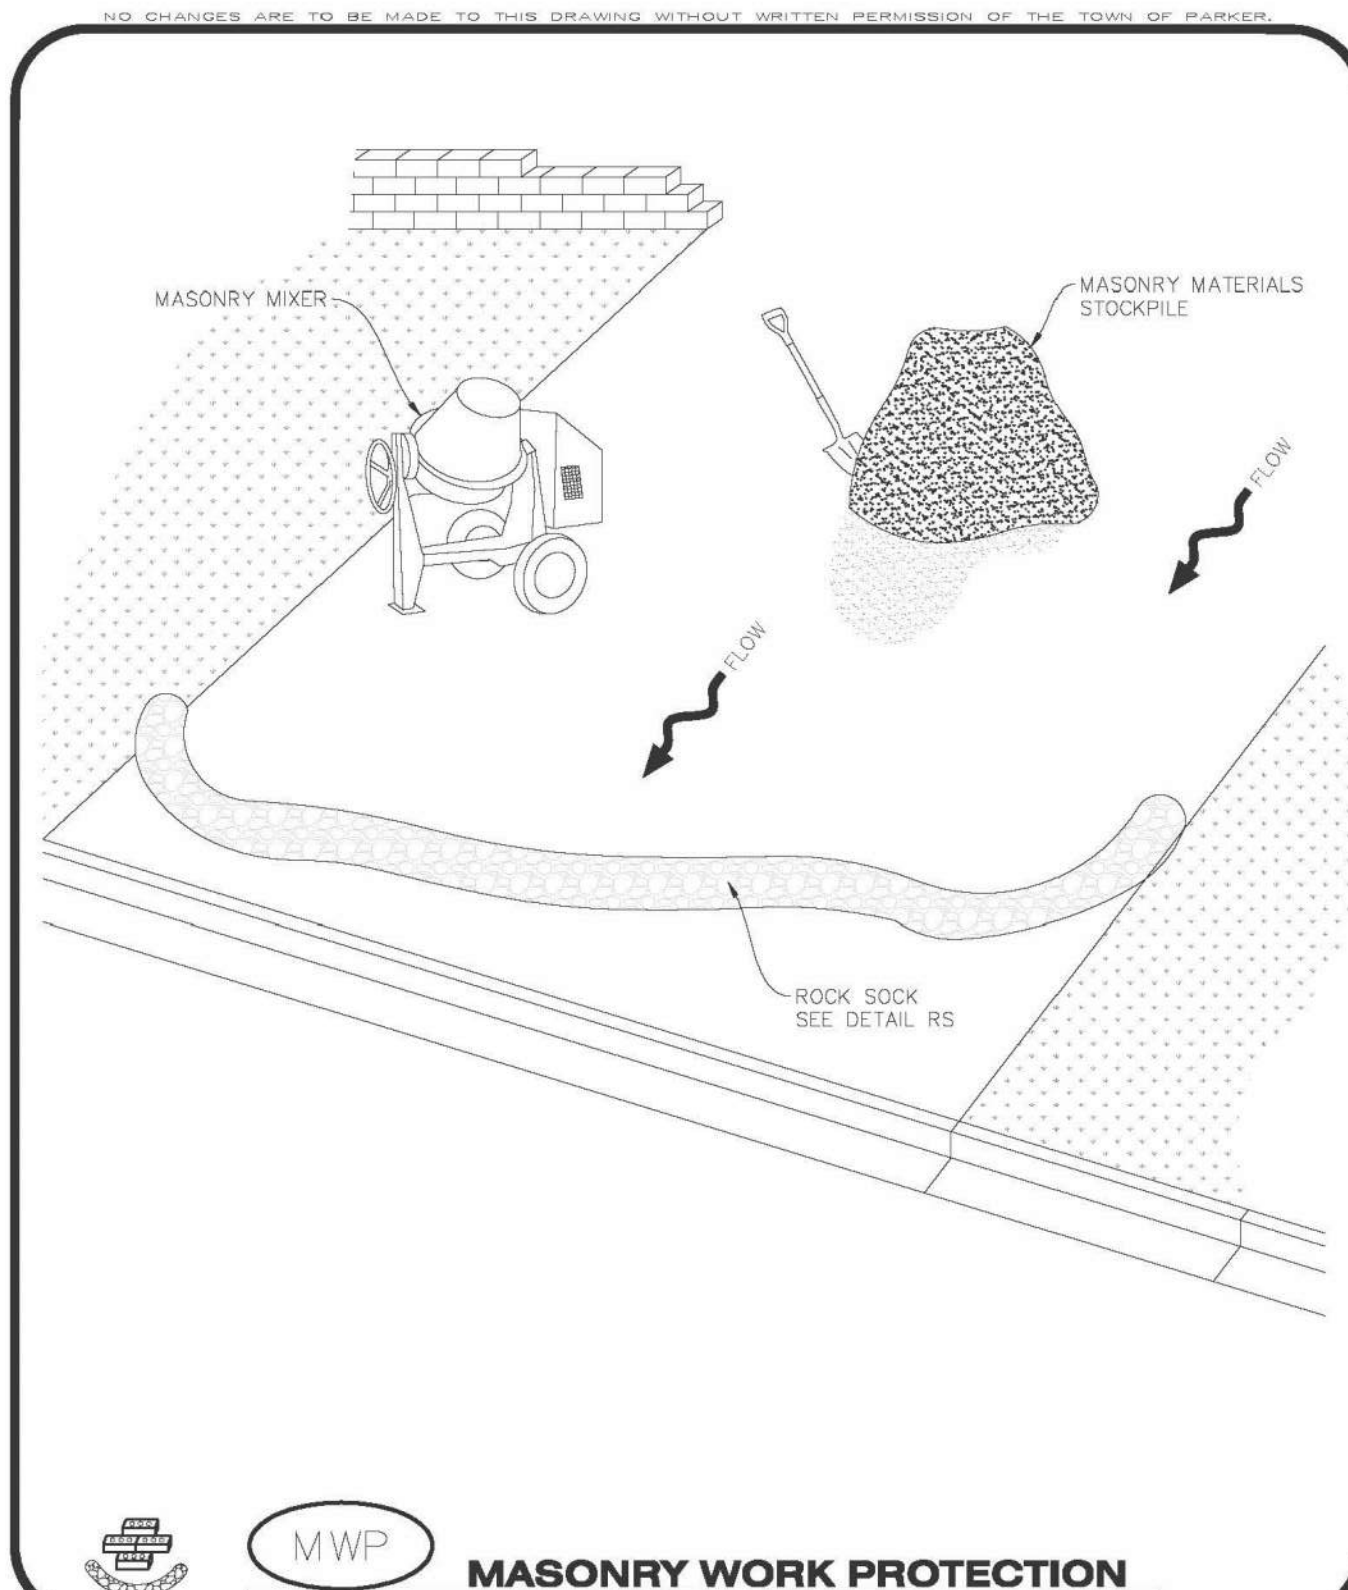 NO CHANGES ARE TO BE MADE TO THIS DRAWING WITHOUT WRITTEN PERMISSION OF THE TOWN OF PARKER.
MASONRY MIXER
MASONRY MATERIALS
STOCKPILE
FLOW
FLOW
ROCK SOCK
SEE DETAIL RS
MWP
MASONRY WORK PROTECTION